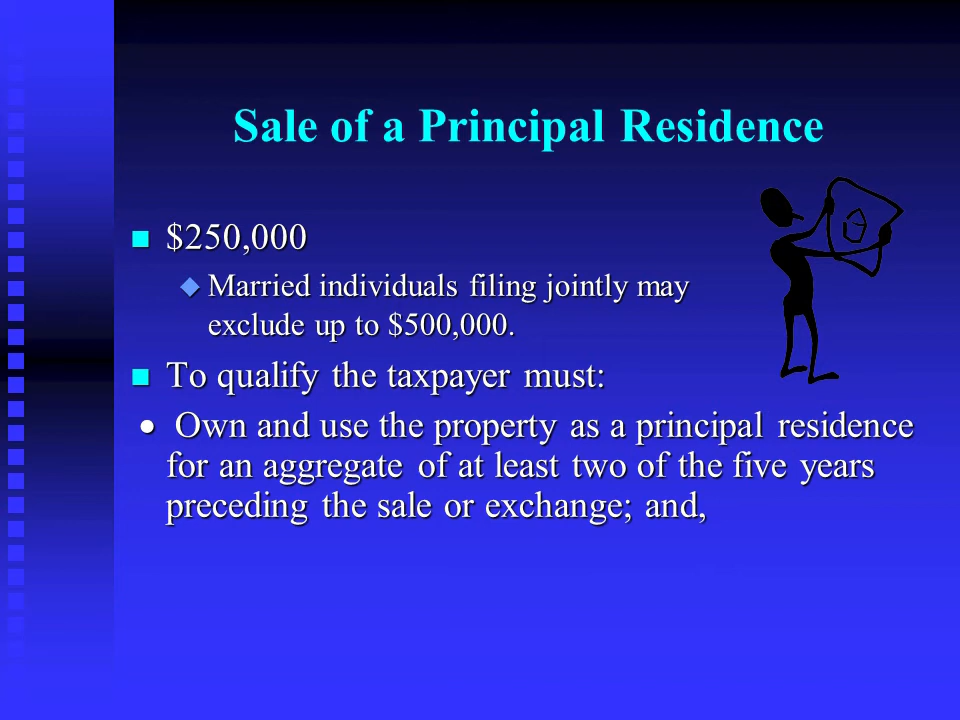 Sale of a Principal Residence
$250,000
Married individuals filing jointly may
exclude up to $500,000.
To qualify the taxpayer must:
• Own and use the property as a principal residence
for an aggregate of at least two of the five years
preceding the sale or exchange; and,